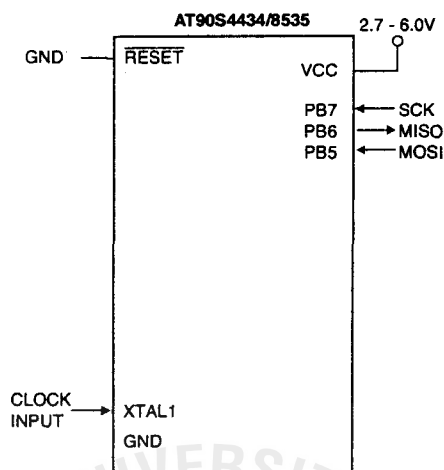 AT90S4434/8535
2.7 - 6.0V
GND
RESET
VCC
PB7
SCK
PB6
MISO
PB5
MOSI
CLOCK
INPUT
XTAL1
GND